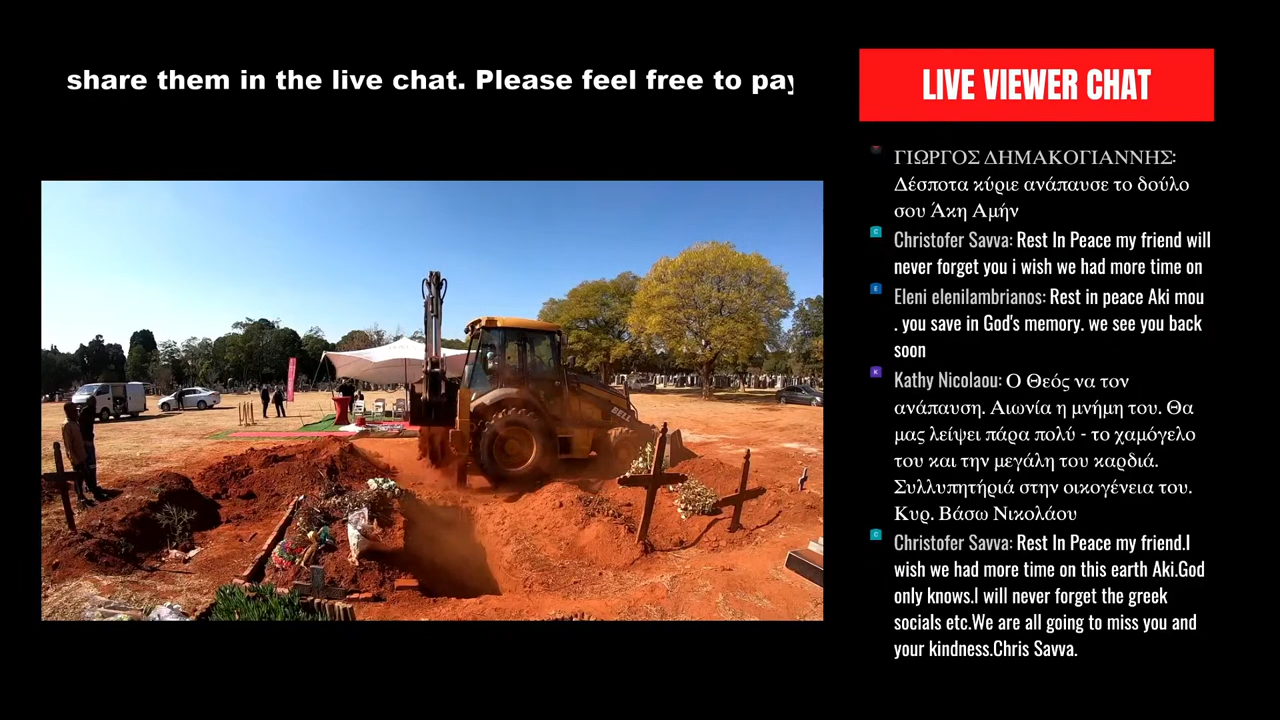 share them in the live chat. Please feel free to pay
LIVE VIEWER CHAT
ΓΙΩΡΓΟΣ ΔΗΜΑΚΟΓΙΑΝΝΗΣ:
Δέσποτα κύριε ανάπαυσε το δούλο
σου Άκη Αμήν
C
Christofer Savva: Rest In Peace my friend will
never forget you i wish we had more time on
E
Eleni elenilambrianos: Rest in peace Aki mou
. you save in God's memory. we see you back
soon
K
Kathy Nicolaou: Ο Θεός να τον
ανάπαυση. Αιωνία η μνήμη του. Θα
μας λείψει πάρα πολύ - το χαμόγελο
του και την μεγάλη του καρδιά.
Συλλυπητήριά στην οικογένεια του.
Κυρ. Βάσω Νικολάου
C
Christofer Savva: Rest In Peace my friend.I
wish we had more time on this earth Aki.God
only knows.I will never forget the greek
socials etc.We are all going to miss you and
your kindness.Chris Savva.
BELL